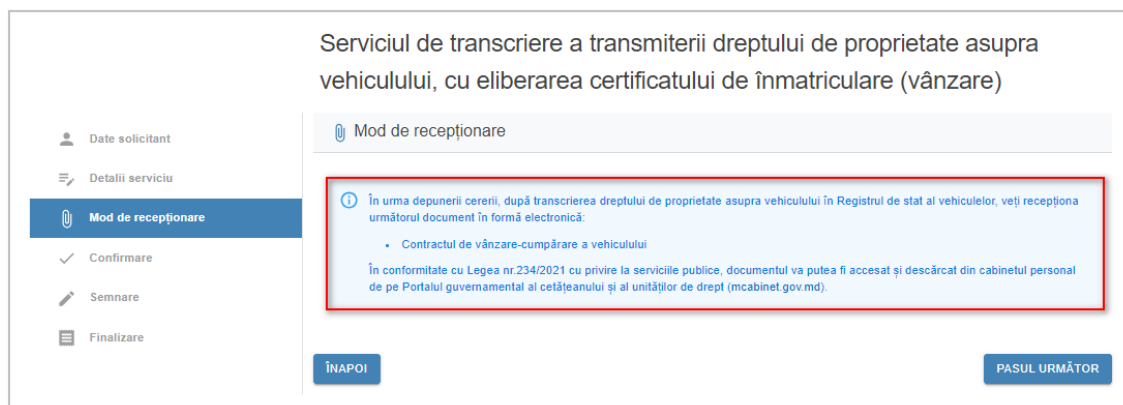 Serviciul de transcriere a transmiterii dreptului de proprietate asupra
vehiculului, cu eliberarea certificatului de înmatriculare (vânzare)
Date solicitant
Detalii serviciu
Mod de recepționare
Confirmare
Semnare
Finalizare
Mod de recepționare
În urma depunerii cererii, după transcrierea dreptului de proprietate asupra vehiculului în Registrul de stat al vehiculelor, veți recepționa
următorul document în formă electronică:
• Contractul de vânzare-cumpărare a vehiculului
În conformitate cu Legea nr.234/2021 cu privire la serviciile publice, documentul va putea fi accesat și descărcat din cabinetul personal
de pe Portalul guvernamental al cetățeanului și al unităților de drept (mcabinet.gov.md).
ÎNAPOI
PASUL URMĂTOR